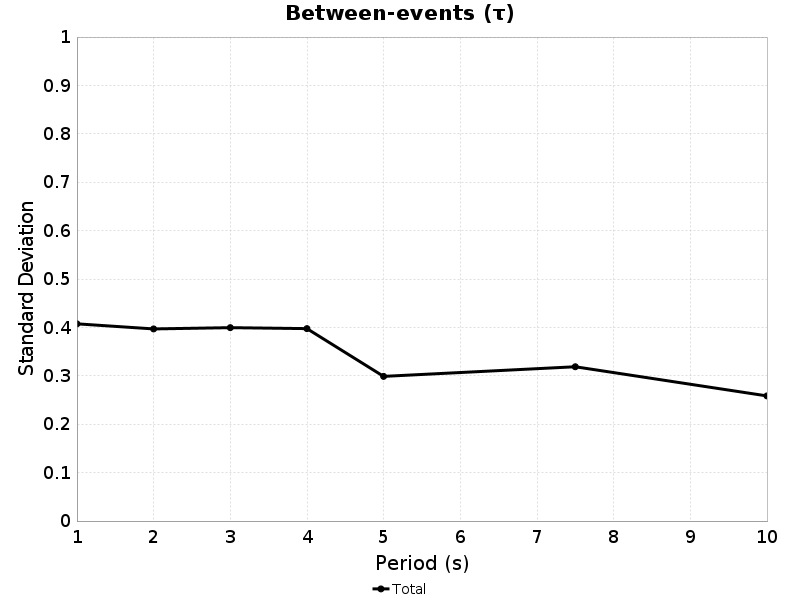 Between-events (τ)
1
0.9
0.8
0.7
0.6
0.5
0.4
0.3
0.2
0.1
0
Standard Deviation
1 2 3 4 5 6 7 8 9 10
Period (s)
Total